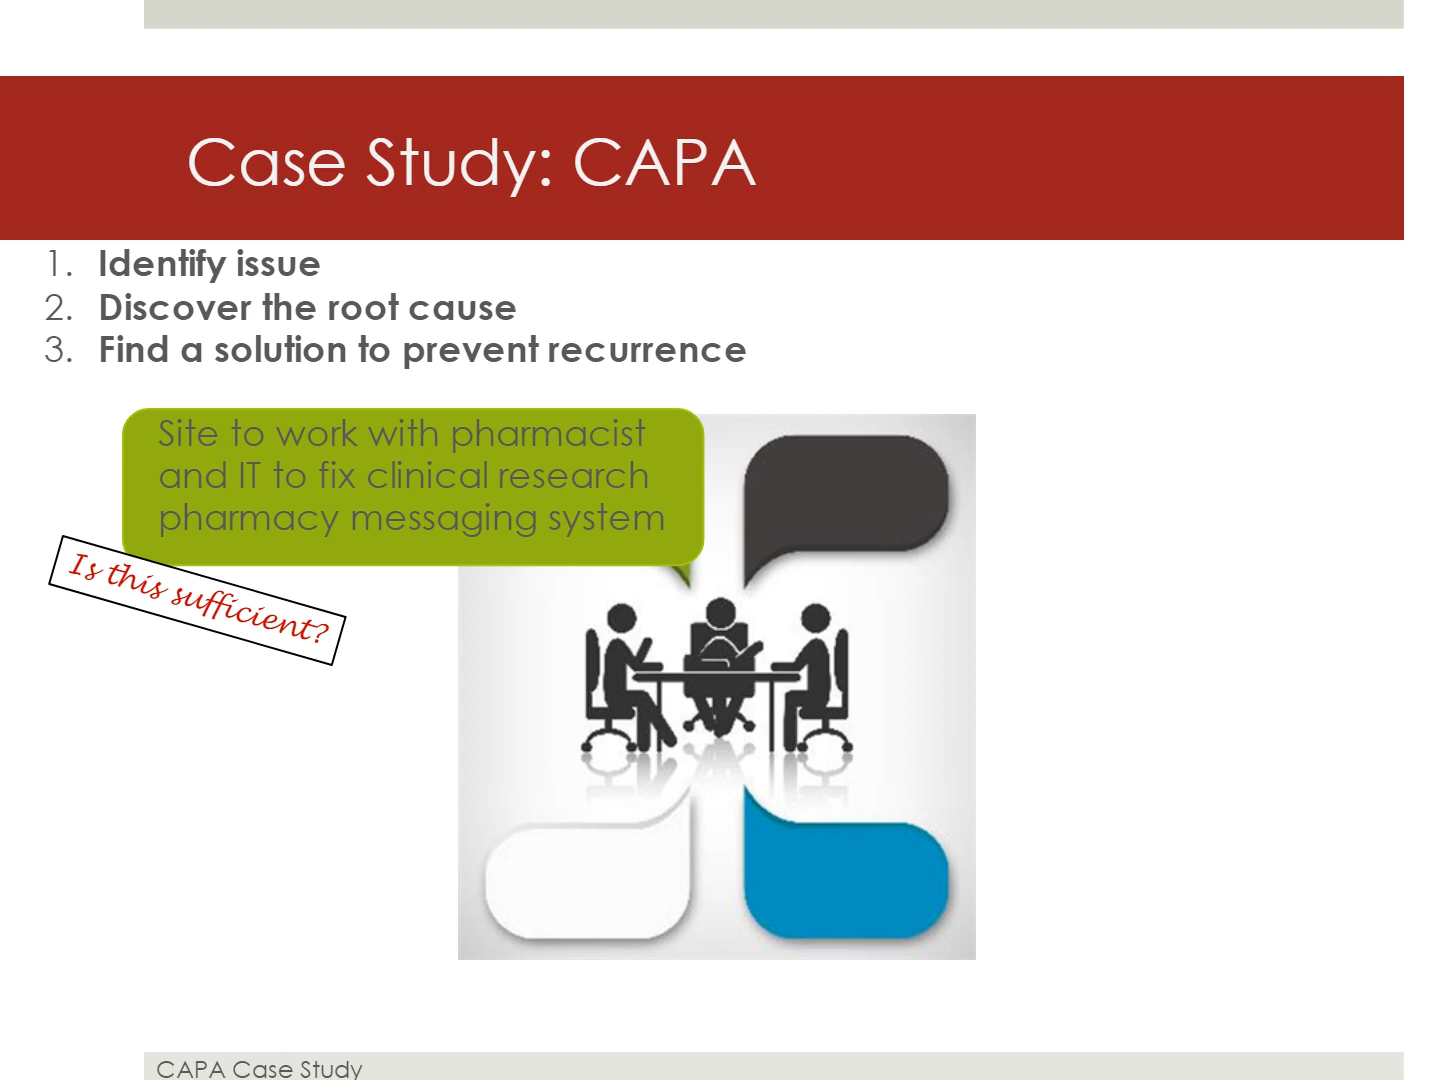 Case Study: CAPA
1. Identify issue
2. Discover the root cause
3. Find a solution to prevent recurrence
Site to work with pharmacist
and IT to fix clinical research
pharmacy messaging system
Is this sufficient?
CAPA Case Study